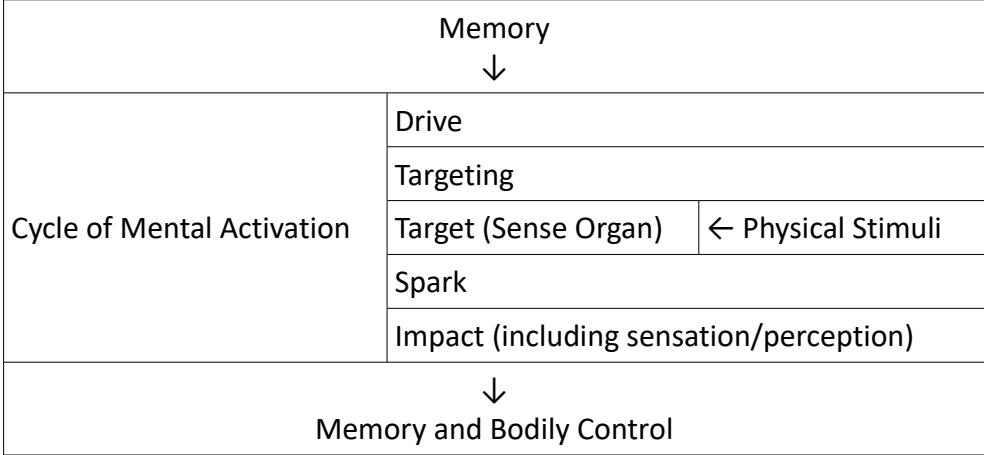 Memory
↓
Drive
Targeting
Cycle of Mental Activation
Target (Sense Organ)
← Physical Stimuli
Spark
Impact (including sensation/perception)
↓
Memory and Bodily Control